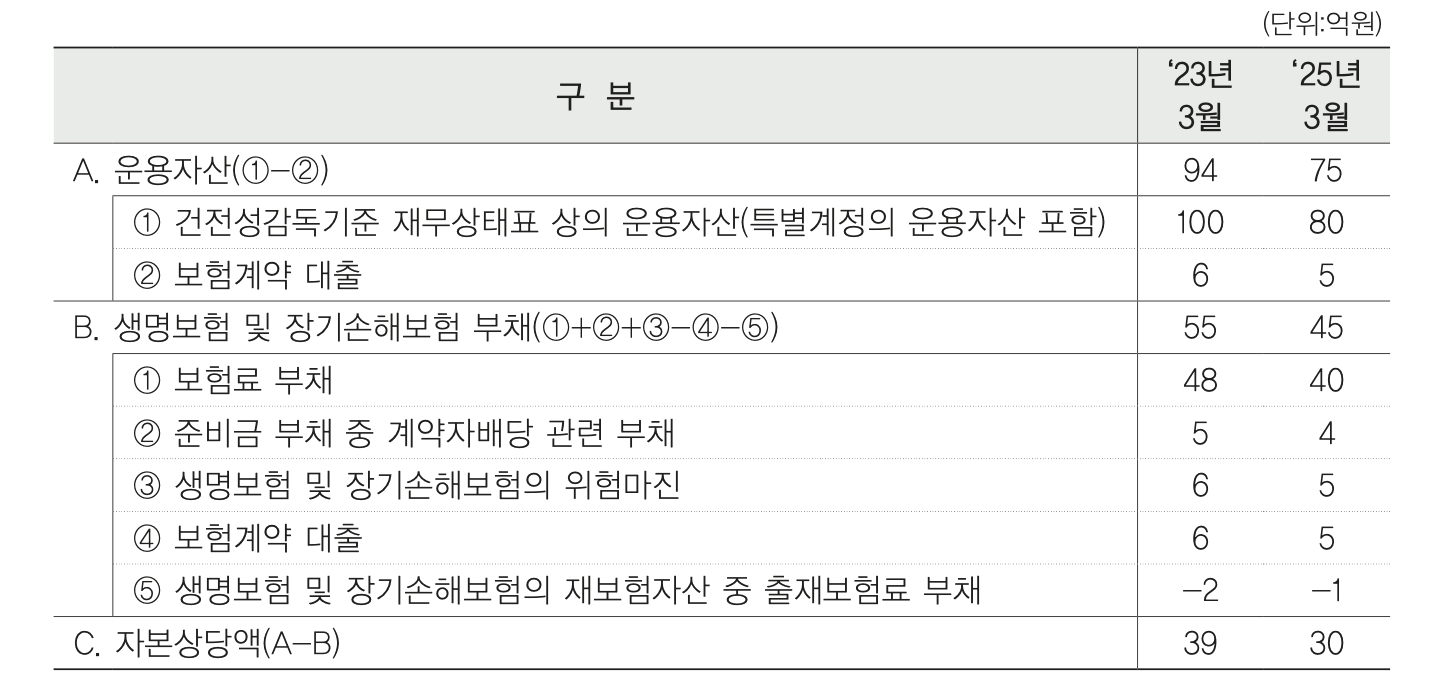 (단위:억원)
구 분 ‘23년 3월 ‘25년 3월
A. 운용자산(①-②) 94 75
① 건전성감독기준 재무상태표 상의 운용자산(특별계정의 운용자산 포함) 100 80
② 보험계약 대출 6 5
B. 생명보험 및 장기손해보험 부채(①+②+③-④-⑤) 55 45
① 보험료 부채 48 40
② 준비금 부채 중 계약자배당 관련 부채 5 4
③ 생명보험 및 장기손해보험의 위험마진 6 5
④ 보험계약 대출 6 5
⑤ 생명보험 및 장기손해보험의 재보험자산 중 출재보험료 부채 -2 -1
C. 자본상당액(A-B) 39 30